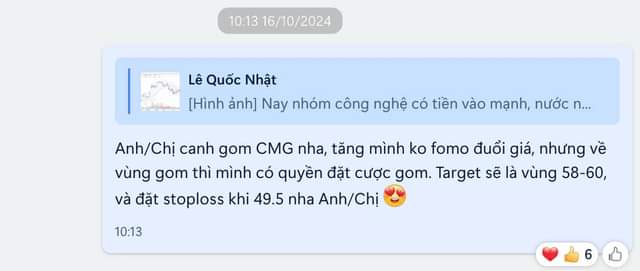 10:13 16/10/2024
Lê Quốc Nhật
[Hình ảnh] Nay nhóm công nghệ có tiền vào mạnh, nước n...
Anh/Chị canh gom CMG nha, tăng mình ko fomo đuổi giá, nhưng về
vùng gom thì mình có quyền đặt cược gom. Target sẽ là vùng 58-60,
và đặt stoploss khi 49.5 nha Anh/Chị 😍
10:13
6